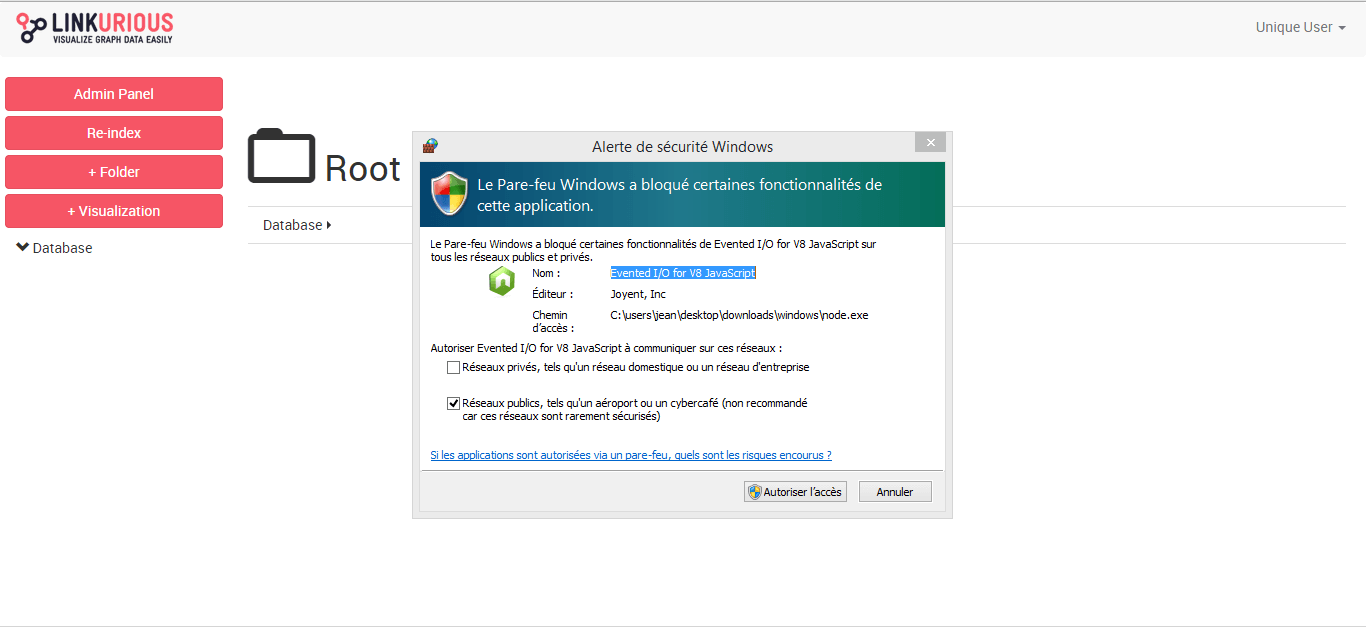 LINKURIOUS
VISUALIZE GRAPH DATA EASILY
Unique User
Admin Panel
Re-index
+ Folder
+ Visualization
Database
Root
Database
Alerte de sécurité Windows
Le Pare-feu Windows a bloqué certaines fonctionnalités de
cette application.
Le Pare-feu Windows a bloqué certaines fonctionnalités de Evented I/O for V8 JavaScript sur
tous les réseaux publics et privés.
Nom : Evented I/O for V8 JavaScript
Éditeur : Joyent, Inc
Chemin C:\users\jean\desktop\downloads\windows\node.exe
d'accès :
Autoriser Evented I/O for V8 JavaScript à communiquer sur ces réseaux :
Réseaux privés, tels qu'un réseau domestique ou un réseau d'entreprise
Réseaux publics, tels qu'un aéroport ou un cybercafé (non recommandé
car ces réseaux sont rarement sécurisés)
Si les applications sont autorisées via un pare-feu, quels sont les risques encourus ?
Autoriser l'accès
Annuler